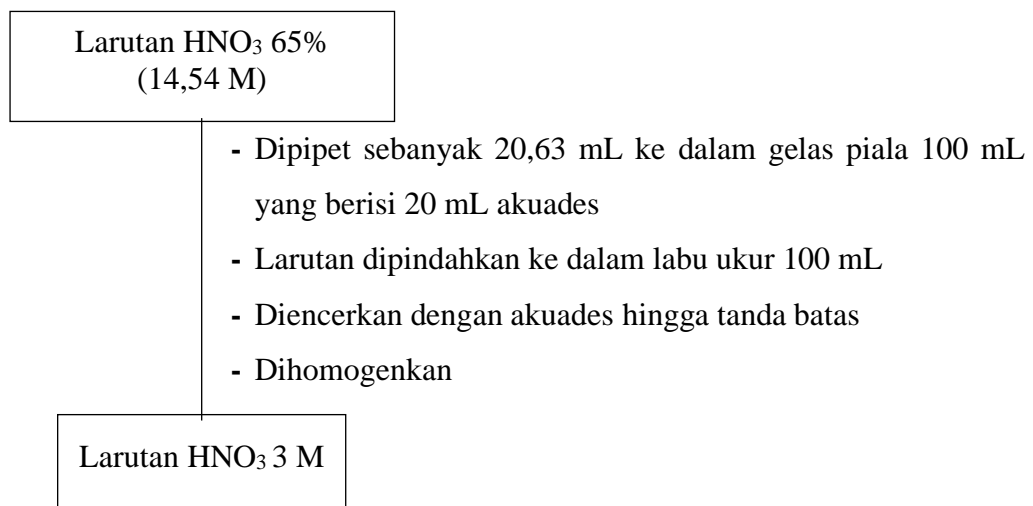 Larutan HNO₃ 65%
(14,54 M)
- Dipipet sebanyak 20,63 mL ke dalam gelas piala 100 mL
yang berisi 20 mL akuades
- Larutan dipindahkan ke dalam labu ukur 100 mL
- Diencerkan dengan akuades hingga tanda batas
- Dihomogenkan
Larutan HNO₃ 3 M